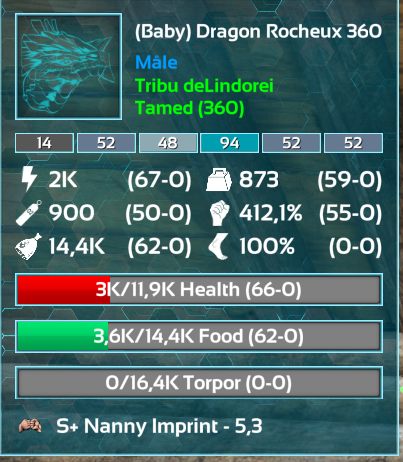 (Baby) Dragon Rocheux 360
Mâle
Tribu deLindorei
Tamed (360)
14 52 48 94 52 52
2K (67-0) 873 (59-0)
900 (50-0) 412,1% (55-0)
14,4K (62-0) 100% (0-0)
3K/11,9K Health (66-0)
3,6K/14,4K Food (62-0)
0/16,4K Torpor (0-0)
S+ Nanny Imprint - 5,3